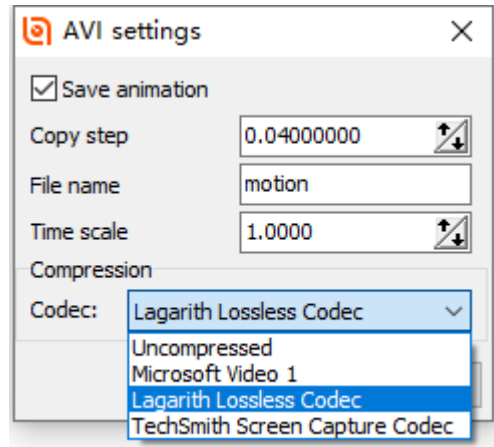 AVI settings
Save animation
Copy step 0.04000000
File name motion
Time scale 1.0000
Compression
Codec: Lagarith Lossless Codec
Uncompressed
Microsoft Video 1
Lagarith Lossless Codec
TechSmith Screen Capture Codec